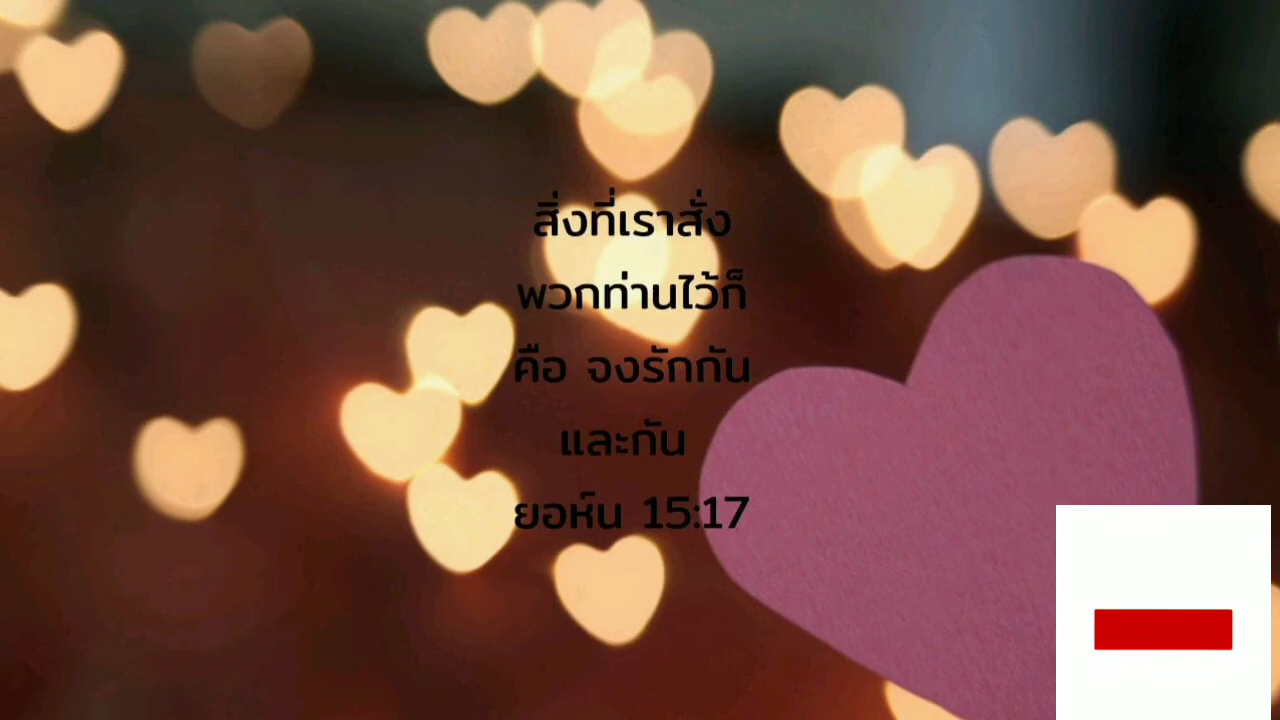 สิ่งที่เราสั่ง
พวกท่านไว้ก็
คือ จงรักกัน
และกัน
ยอห์น 15:17